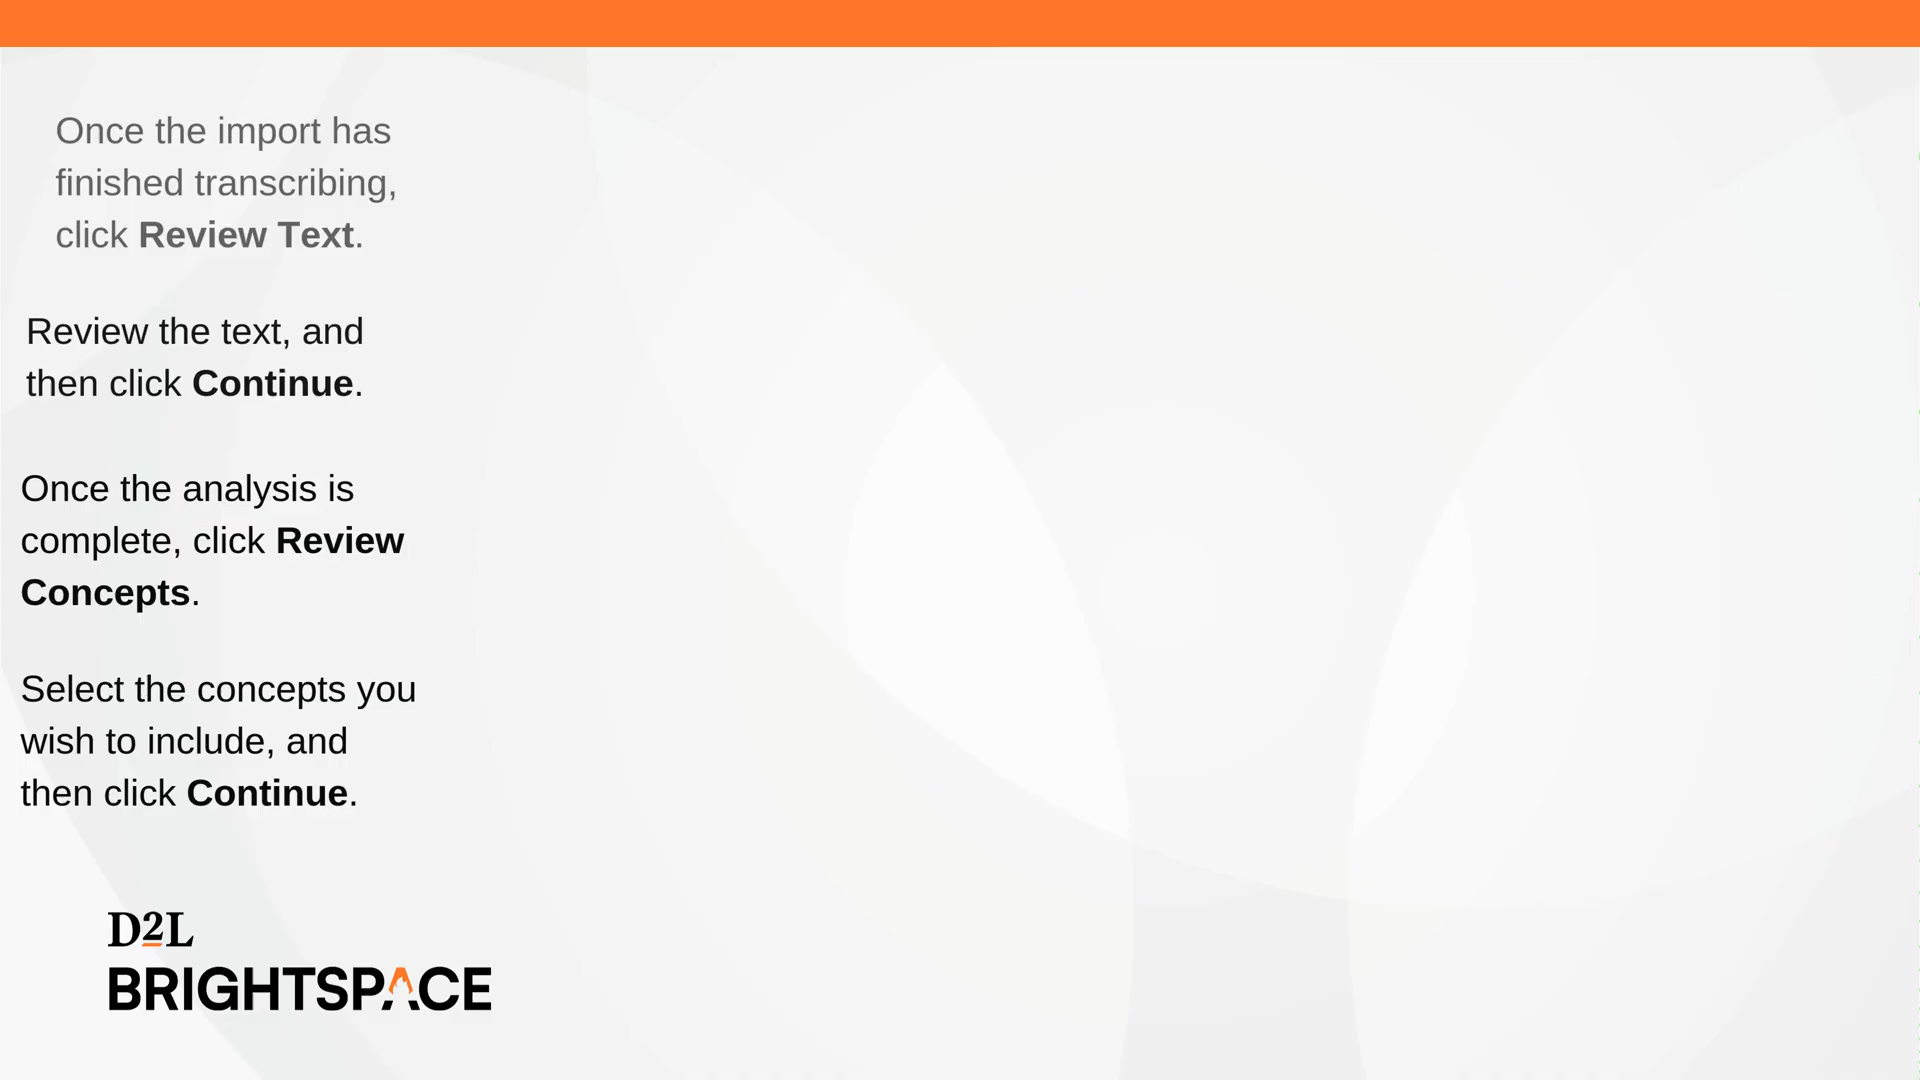 Once the import has
finished transcribing,
click Review Text.
Review the text, and
then click Continue.
Once the analysis is
complete, click Review
Concepts.
Select the concepts you
wish to include, and
then click Continue.
D2L
BRIGHTSPACE